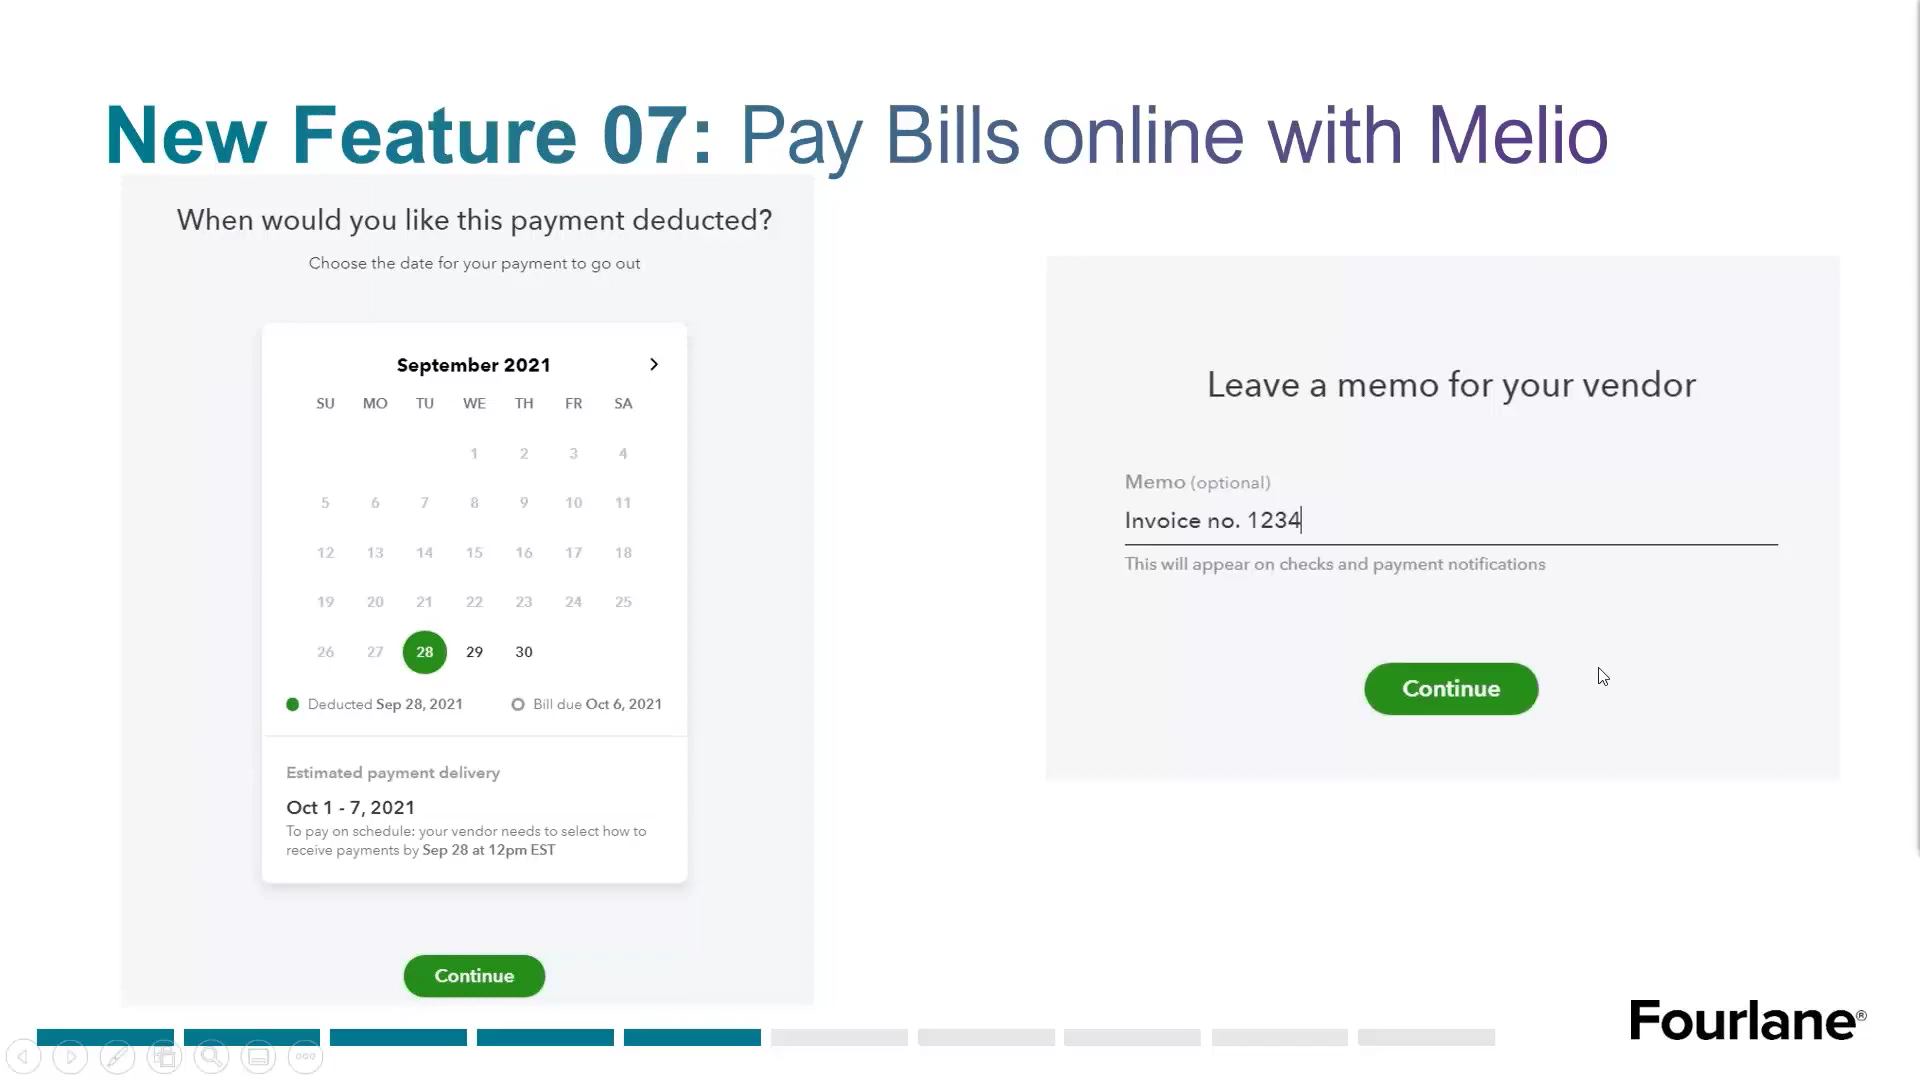 New Feature 07: Pay Bills online with Melio
When would you like this payment deducted?
Choose the date for your payment to go out
September 2021
SU MO TU WE TH FR SA
1 2 3 4
5 6 7 8 9 10 11
12 13 14 15 16 17 18
19 20 21 22 23 24 25
26 27 28 29 30
Deducted Sep 28, 2021 Bill due Oct 6, 2021
Estimated payment delivery
Oct 1 - 7, 2021
To pay on schedule: your vendor needs to select how to
receive payments by Sep 28 at 12pm EST
Continue
Leave a memo for your vendor
Memo (optional)
Invoice no. 1234
This will appear on checks and payment notifications
Continue
Fourlane®